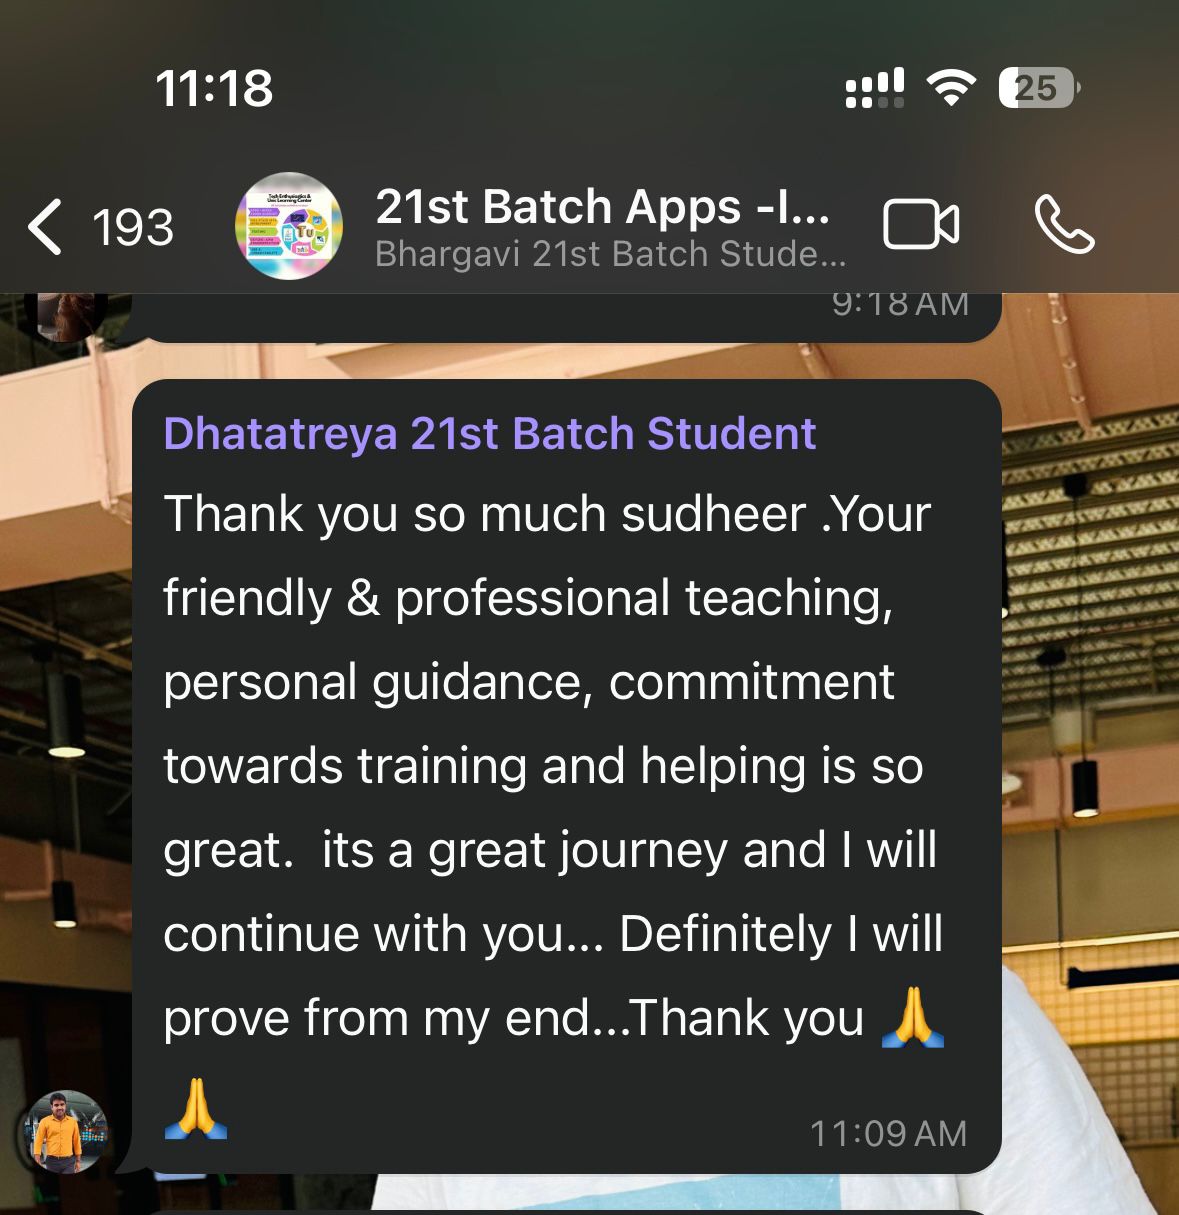 11:18
25
193
21st Batch Apps -I...
Bhargavi 21st Batch Stude...
9:18 AM
Dhatatreya 21st Batch Student
Thank you so much sudheer .Your
friendly & professional teaching,
personal guidance, commitment
towards training and helping is so
great.  its a great journey and I will
continue with you... Definitely I will
prove from my end...Thank you 🙏
🙏
11:09 AM